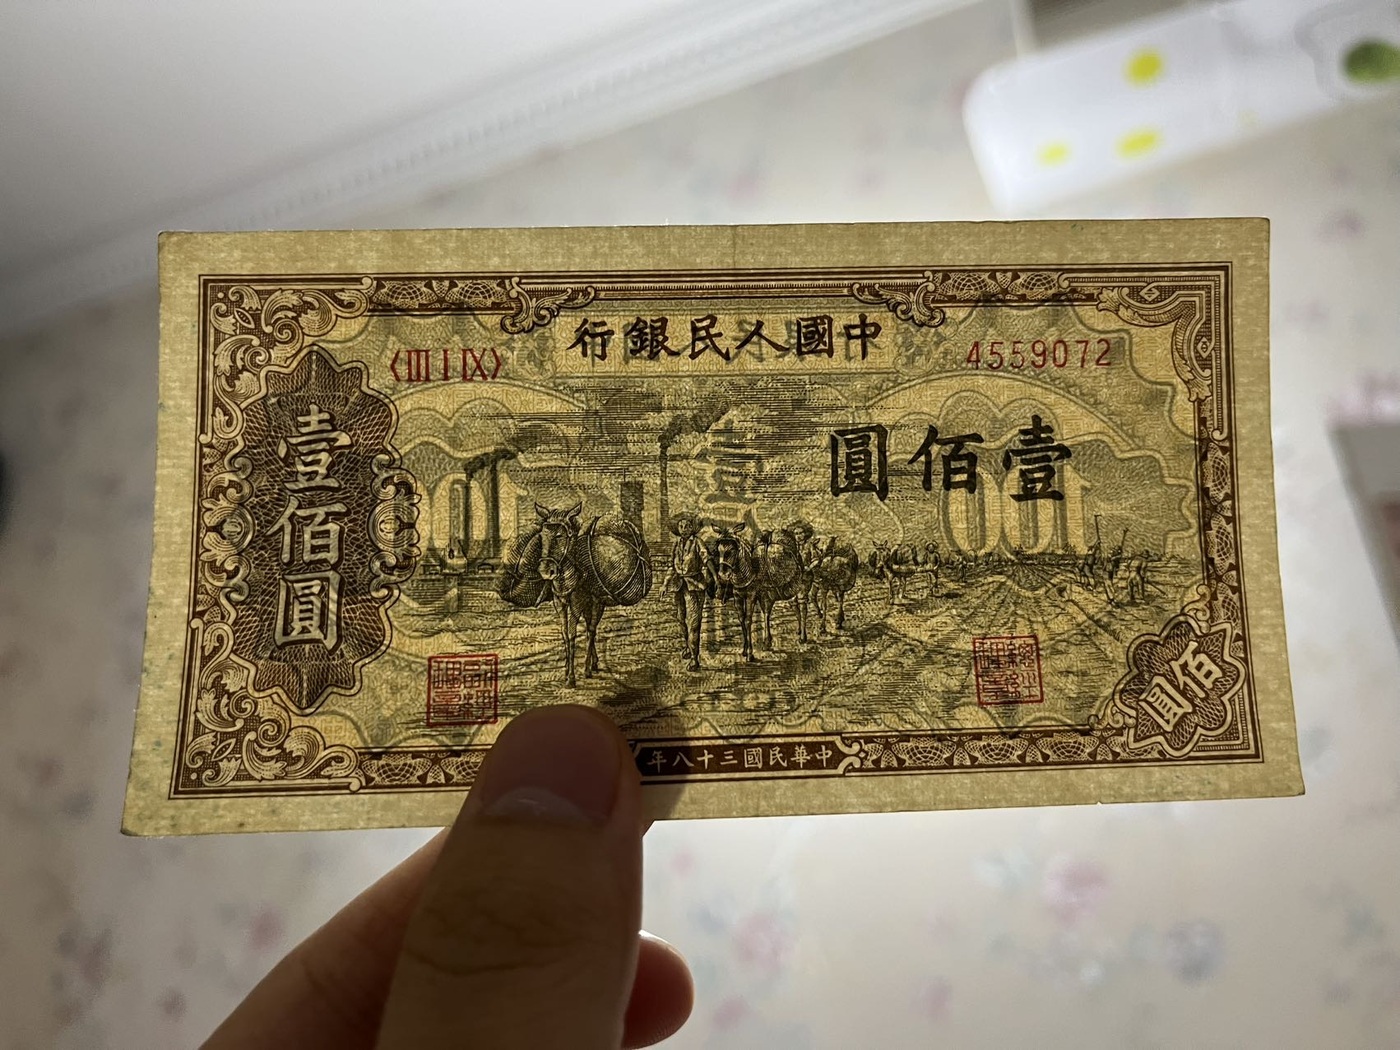 中國人民銀行
〈III I IX〉
4559072
壹佰圓
壹佰圓
佰圓
中華民國三十八年